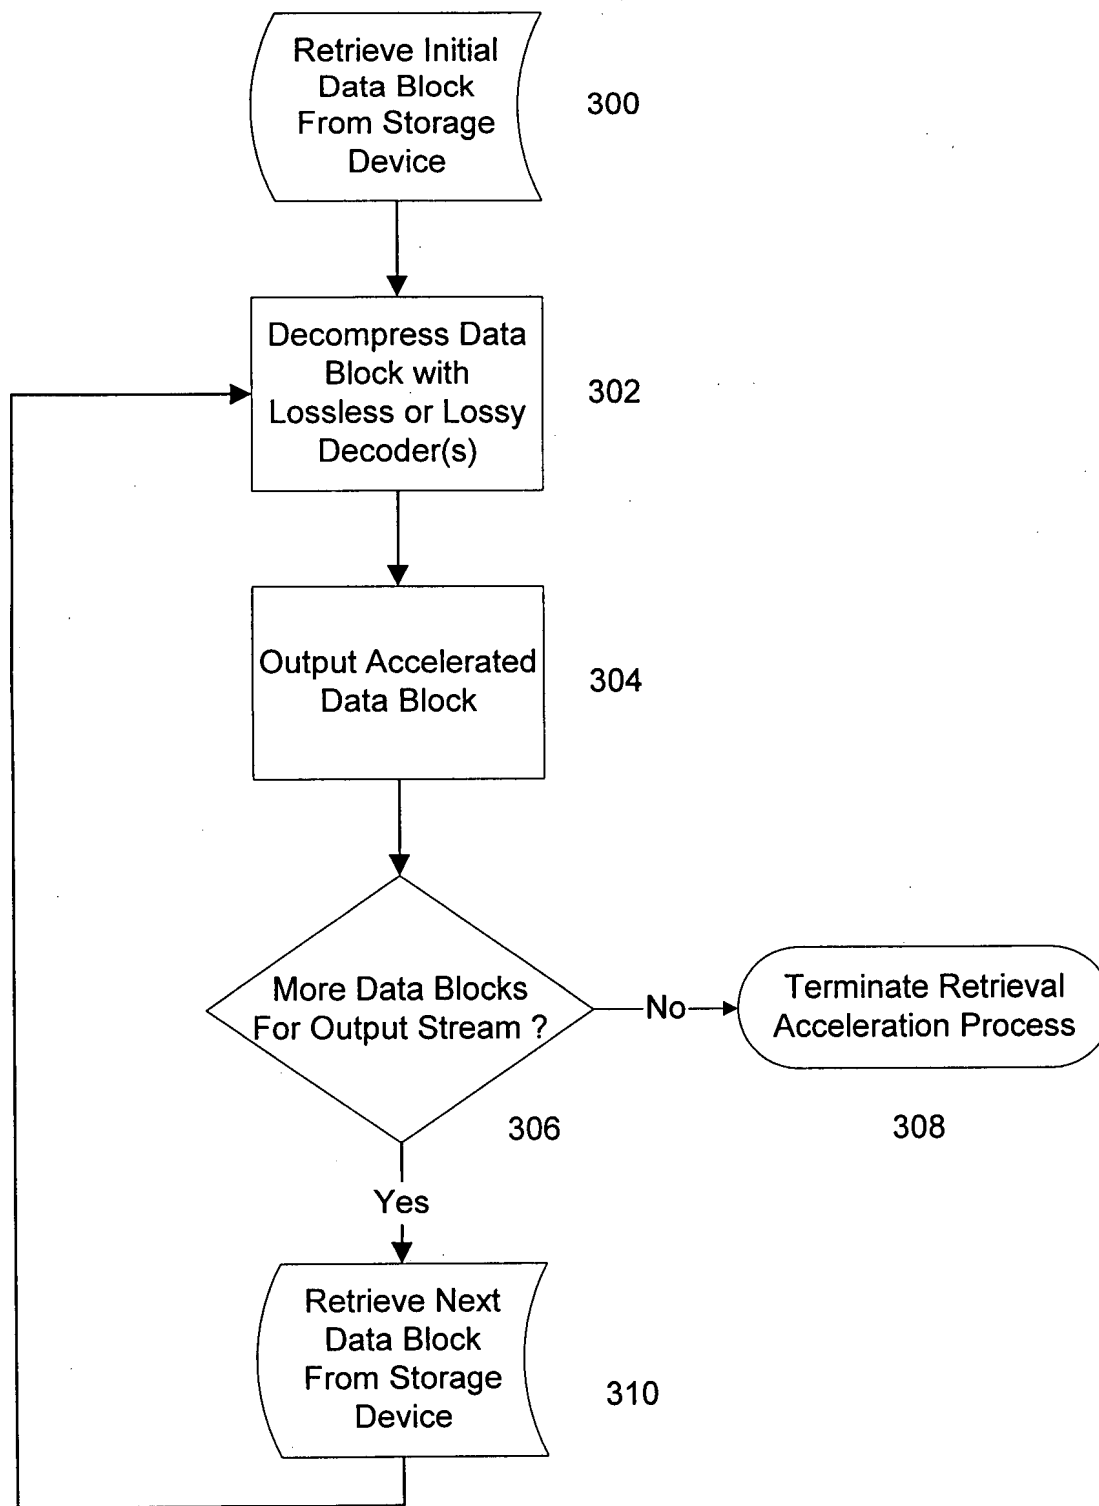 Retrieve Initial
Data Block
From Storage
Device
300
Decompress Data
Block with
Lossless or Lossy
Decoder(s)
302
Output Accelerated
Data Block
304
More Data Blocks
For Output Stream ?
No
Terminate Retrieval
Acceleration Process
306
308
Yes
Retrieve Next
Data Block
From Storage
Device
310